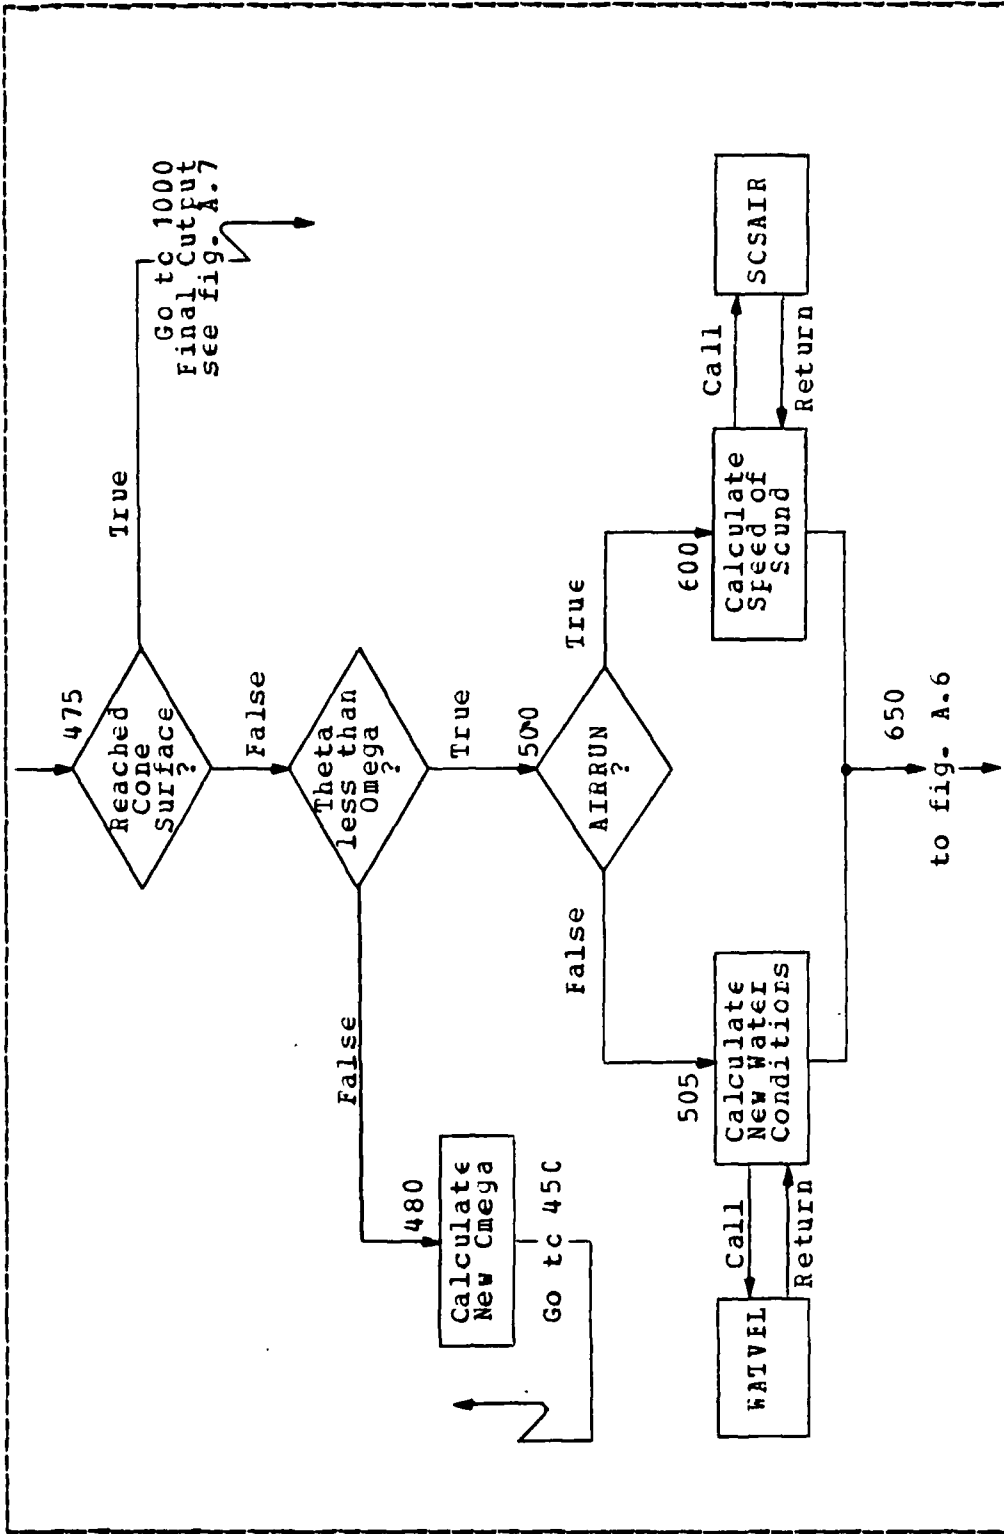 475
Reached
Cone
Surface
?
True
Go tc 1000
Final Cutput
see fig. A.7
False
Theta
less than
Omega
?
False
480
Calculate
New Cmega
Go tc 45C
True
500
AIRRUN
?
False
True
505
Calculate
New Water
Conditions
Call
Return
WATVEL
600
Calculate
Speed of
Scund
Call
Return
SCSAIR
650
to fig. A.6